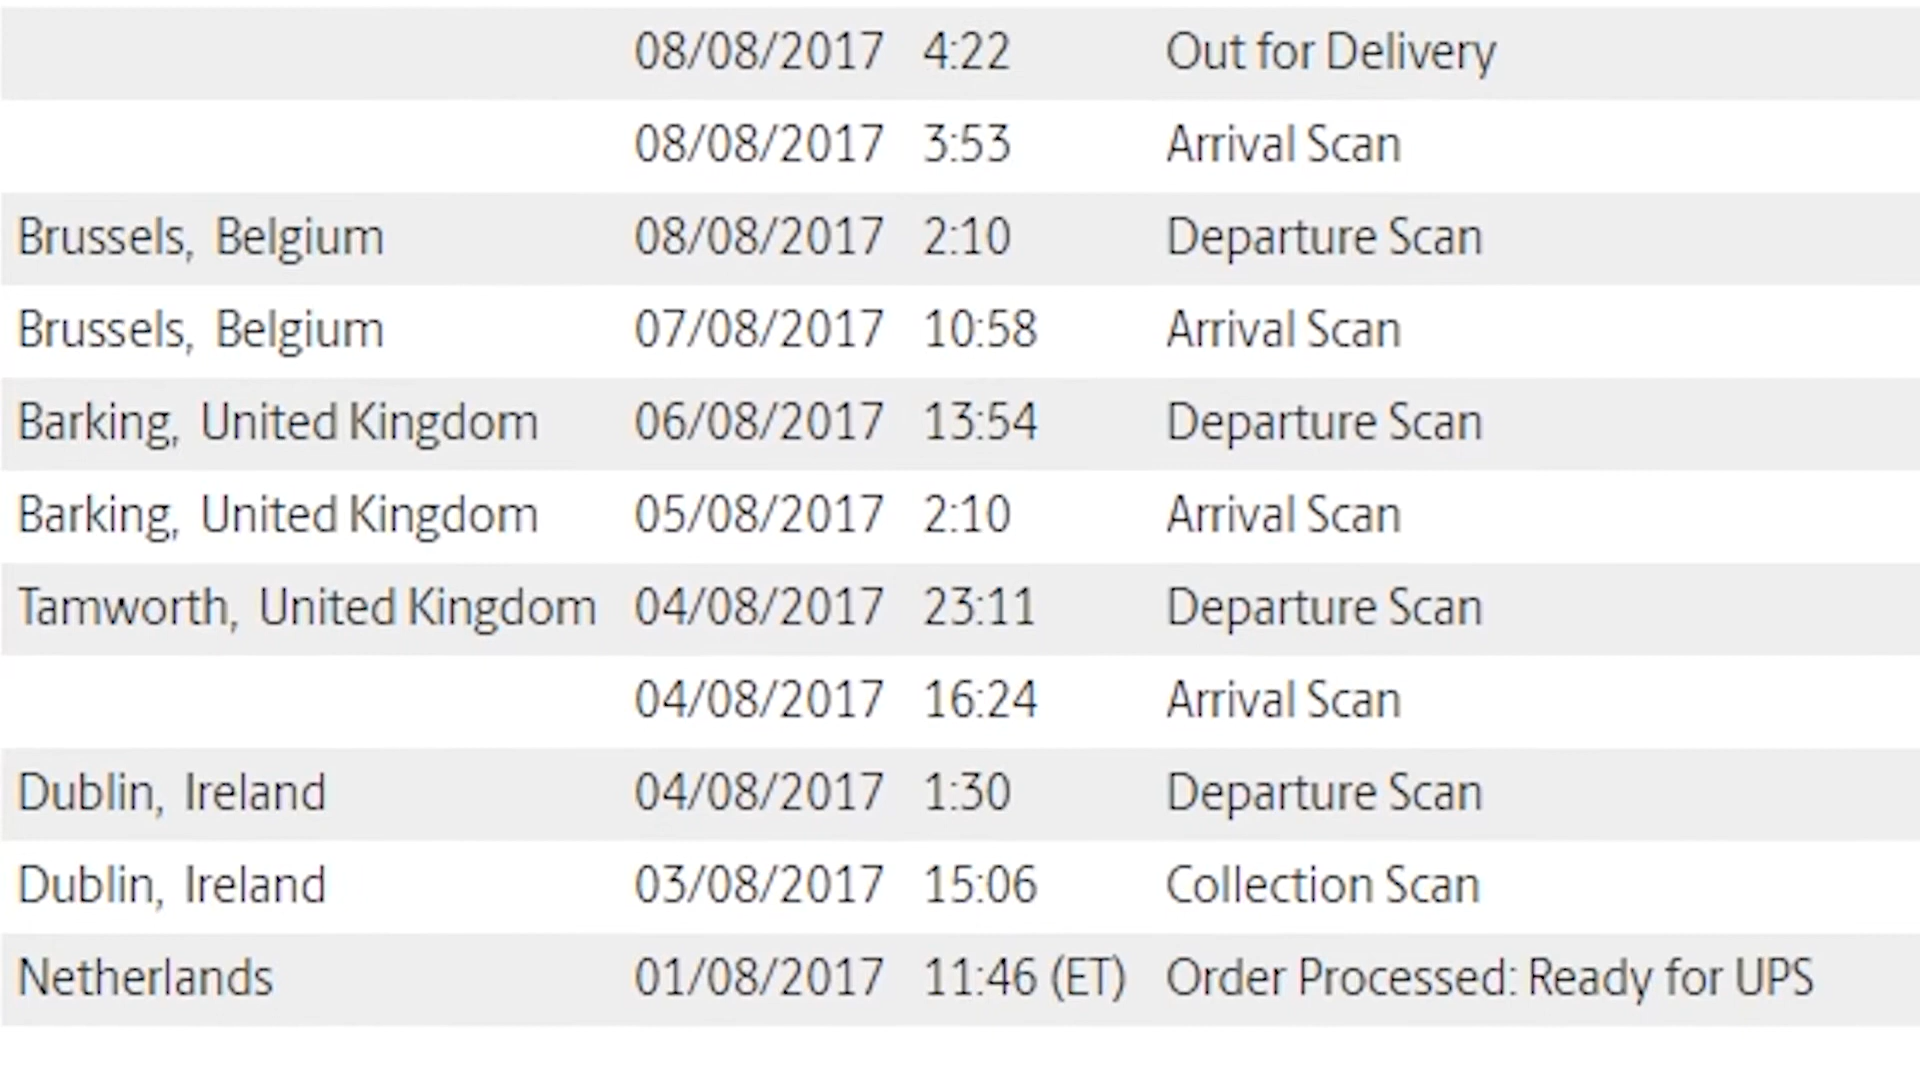 08/08/2017 4:22 Out for Delivery
08/08/2017 3:53 Arrival Scan
Brussels, Belgium 08/08/2017 2:10 Departure Scan
Brussels, Belgium 07/08/2017 10:58 Arrival Scan
Barking, United Kingdom 06/08/2017 13:54 Departure Scan
Barking, United Kingdom 05/08/2017 2:10 Arrival Scan
Tamworth, United Kingdom 04/08/2017 23:11 Departure Scan
04/08/2017 16:24 Arrival Scan
Dublin, Ireland 04/08/2017 1:30 Departure Scan
Dublin, Ireland 03/08/2017 15:06 Collection Scan
Netherlands 01/08/2017 11:46 (ET) Order Processed: Ready for UPS